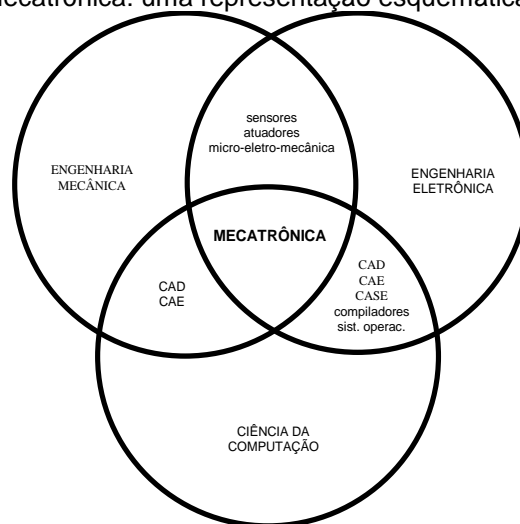 mecatrônica: uma representação esquemática
sensores
atuadores
micro-eletro-mecânica
ENGENHARIA
MECÂNICA
ENGENHARIA
ELETRÔNICA
MECATRÔNICA
CAD
CAE
CAD
CAE
CASE
compiladores
sist. operac.
CIÊNCIA DA
COMPUTAÇÃO